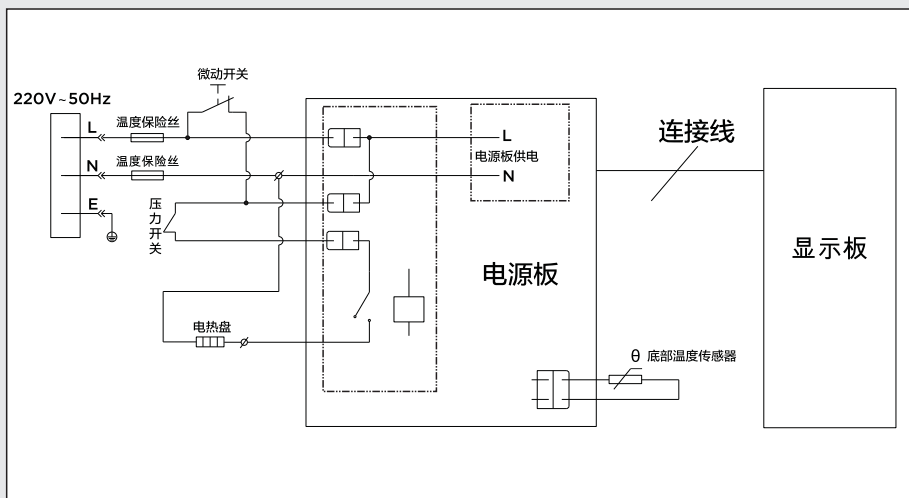 微动开关
220V~50Hz
L
温度保险丝
N
温度保险丝
E
压力开关
L
电源板供电
N
连接线
电源板
显示板
电热盘
θ 底部温度传感器